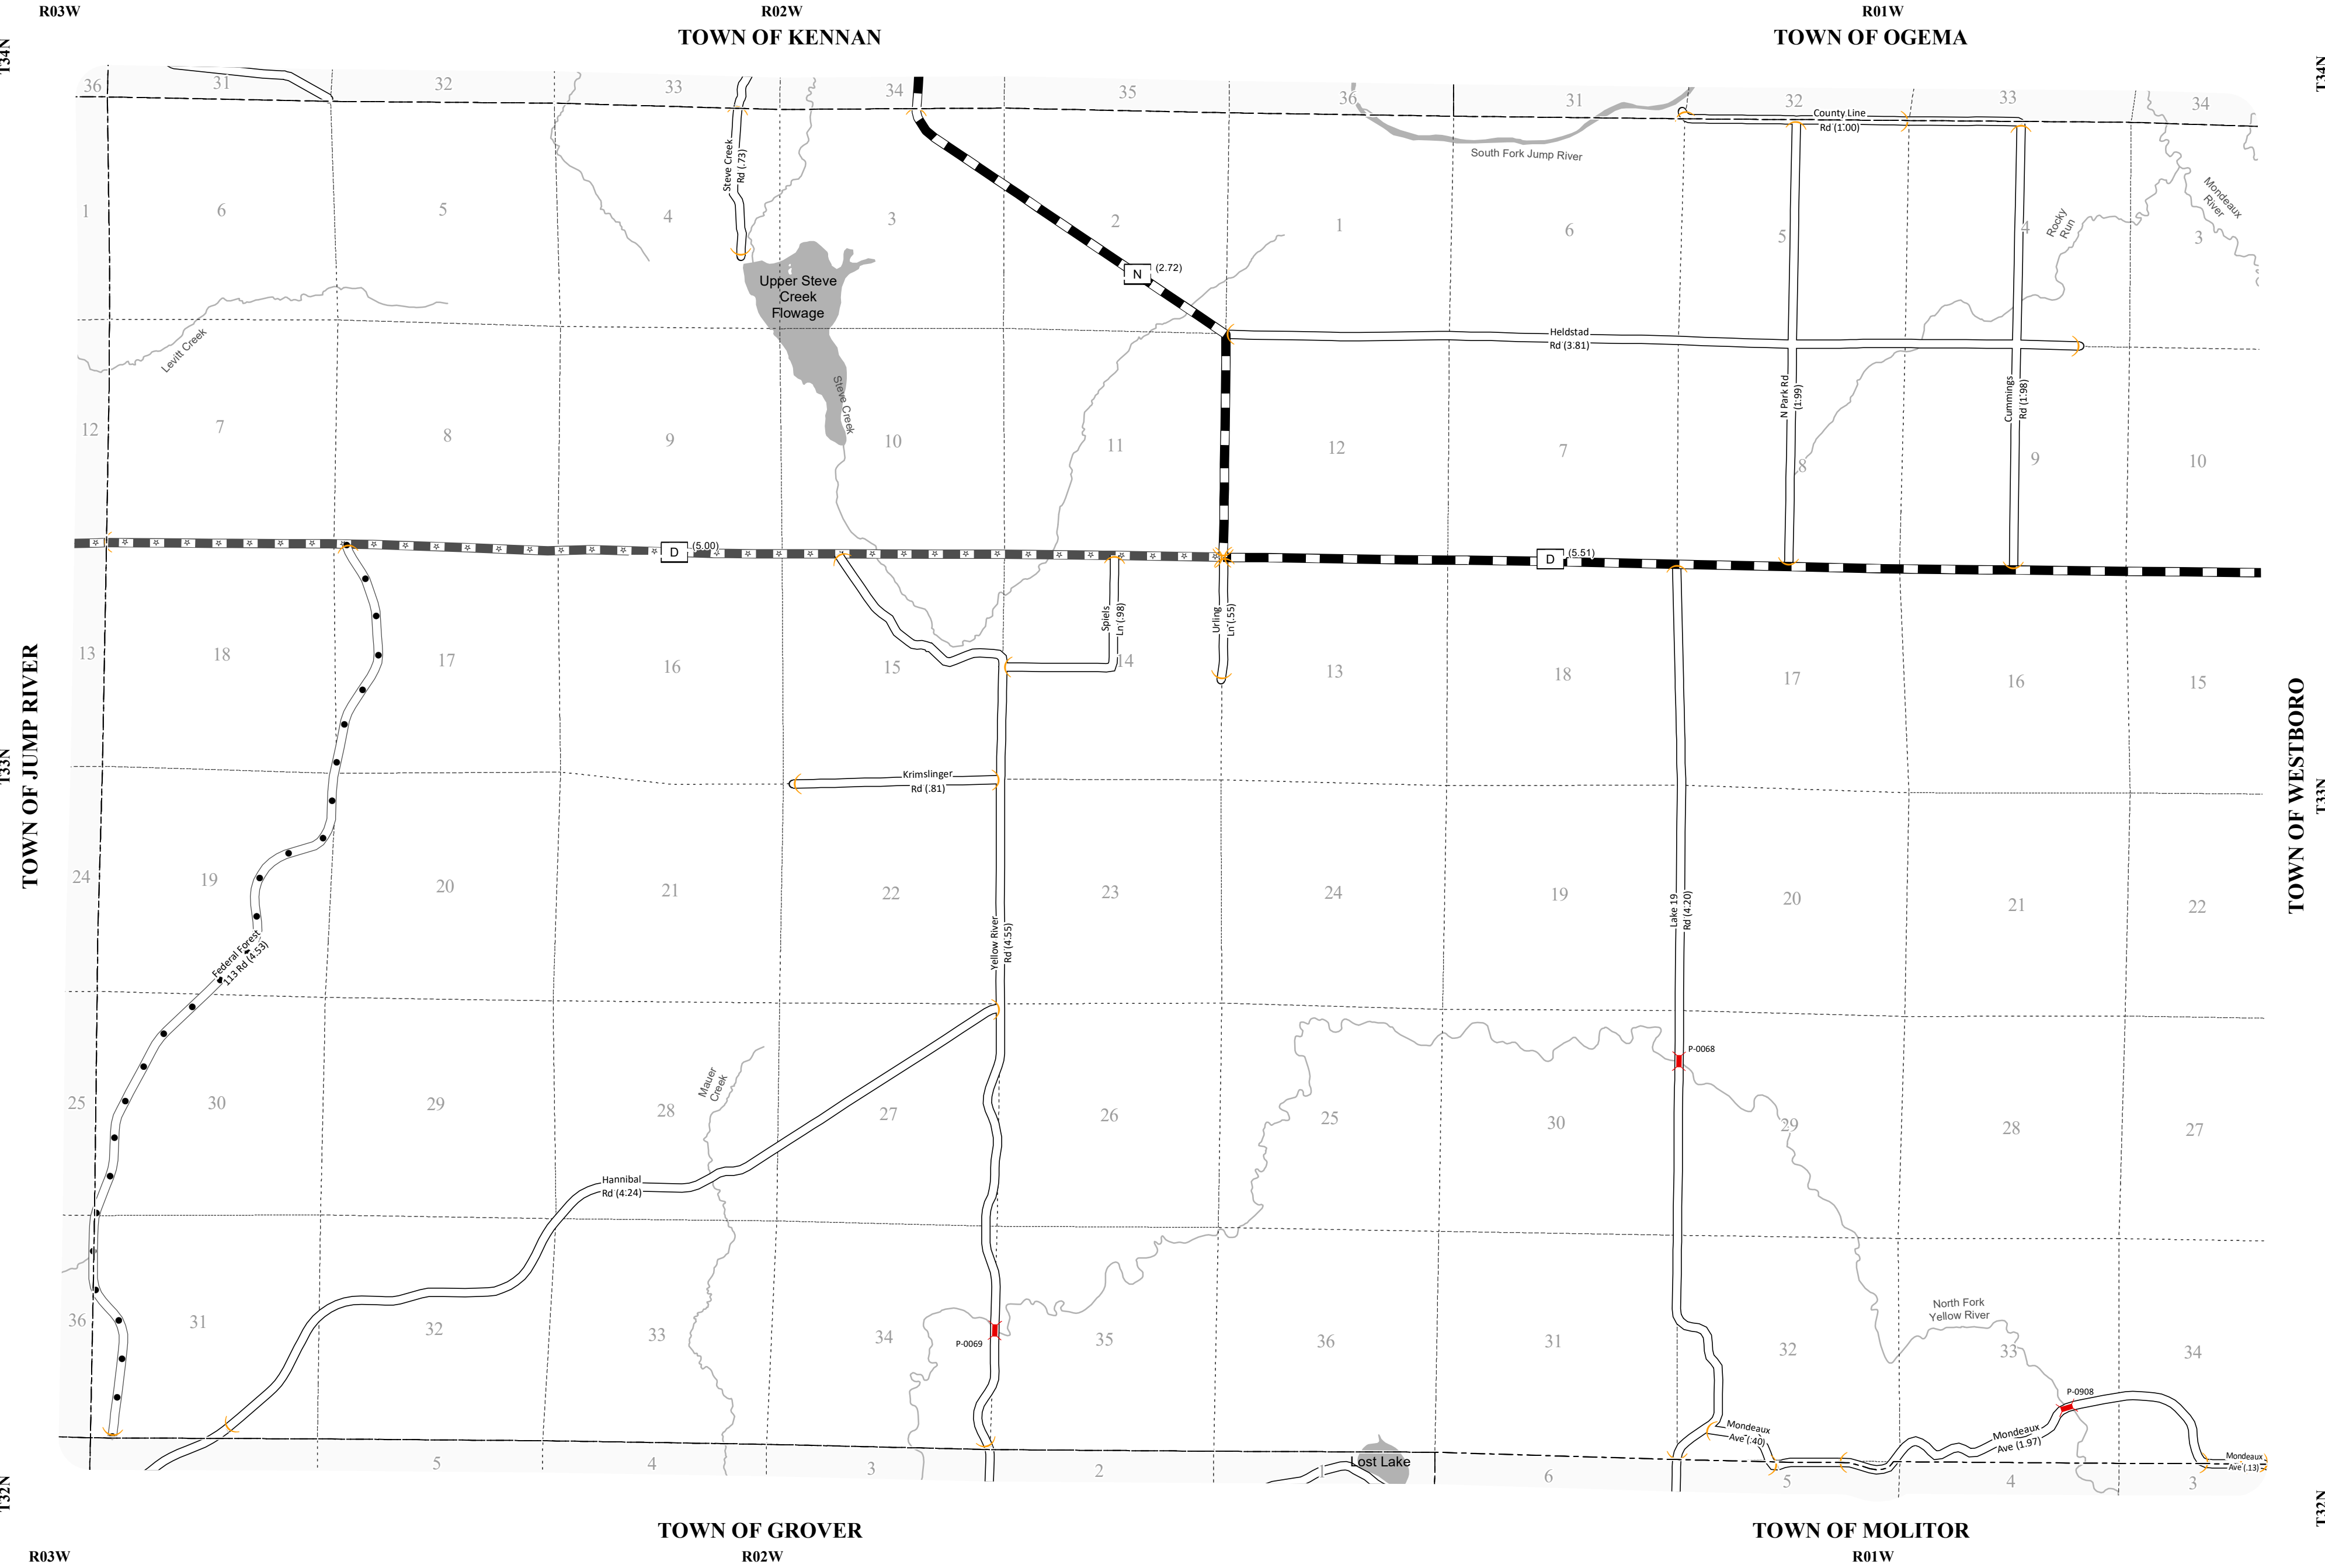 R03W
R02W
R01W
TOWN OF KENNAN
TOWN OF OGEMA
T34N
T34N
36
31
32
33
34
35
36
31
32
33
34
County Line
Rd (1.00)
South Fork Jump River
Steve Creek
Rd (.73)
Mondeaux
River
Rocky
Run
1
6
5
4
3
2
1
6
5
4
3
N
(2.72)
Upper Steve
Creek
Flowage
Levitt Creek
Heldstad
Rd (3.81)
Steve Creek
N Park Rd
(1.99)
Cummings
Rd (1.98)
12
7
8
9
10
11
12
7
8
9
10
D
(5.00)
D
(5.51)
Spiels
Ln (.98)
Urling
Ln (.55)
13
18
17
16
15
14
13
18
17
16
15
TOWN OF JUMP RIVER
TOWN OF WESTBORO
T33N
T33N
Krimslinger
Rd (.81)
24
19
20
21
22
23
24
19
20
21
22
Federal Forest
113 Rd (4.53)
Yellow River
Rd (4.55)
Lake 19
Rd (4.20)
P-0068
Mauer
Creek
25
30
29
28
27
26
25
30
29
28
27
Hannibal
Rd (4.24)
North Fork
Yellow River
36
31
32
33
34
35
36
31
32
33
34
P-0069
P-0908
Mondeaux
Ave (.40)
Mondeaux
Ave (1.97)
Mondeaux
Ave (.13)
Lost Lake
5
4
3
2
1
6
5
4
3
T32N
T32N
TOWN OF GROVER
TOWN OF MOLITOR
R03W
R02W
R01W